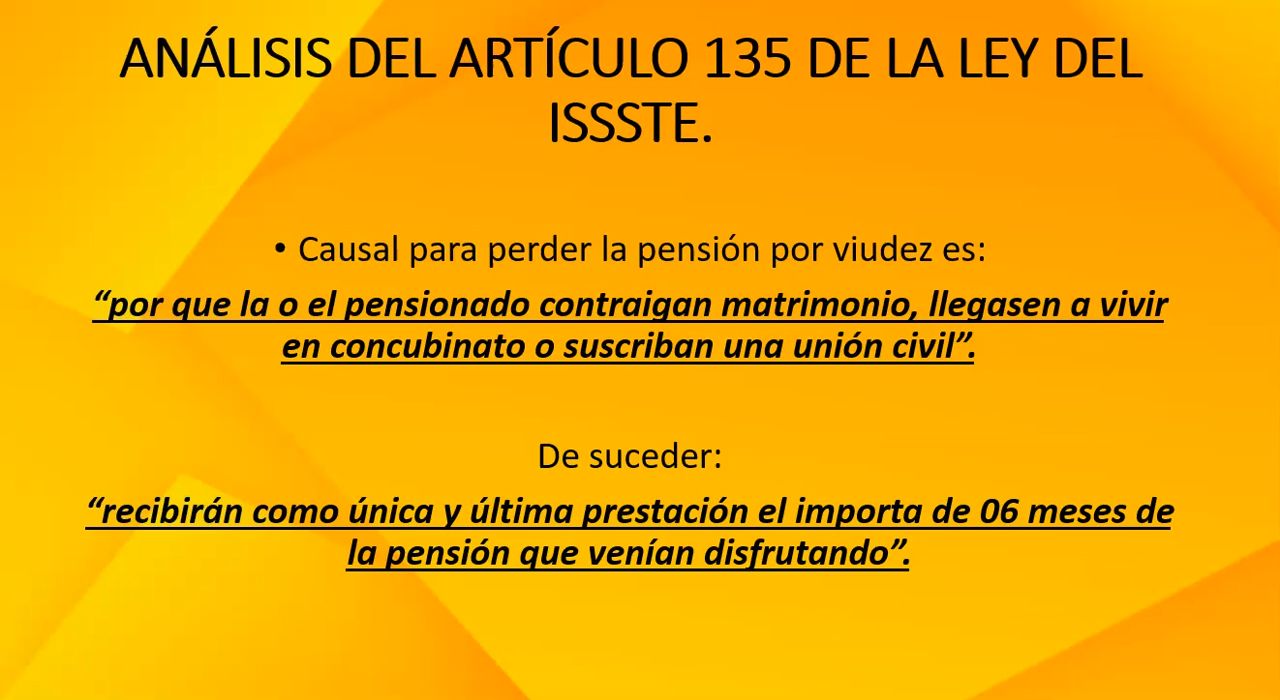 ANÁLISIS DEL ARTÍCULO 135 DE LA LEY DEL
ISSSTE.
• Causal para perder la pensión por viudez es:
“por que la o el pensionado contraigan matrimonio, llegasen a vivir
en concubinato o suscriban una unión civil”.
De suceder:
“recibirán como única y última prestación el importa de 06 meses de
la pensión que venían disfrutando”.